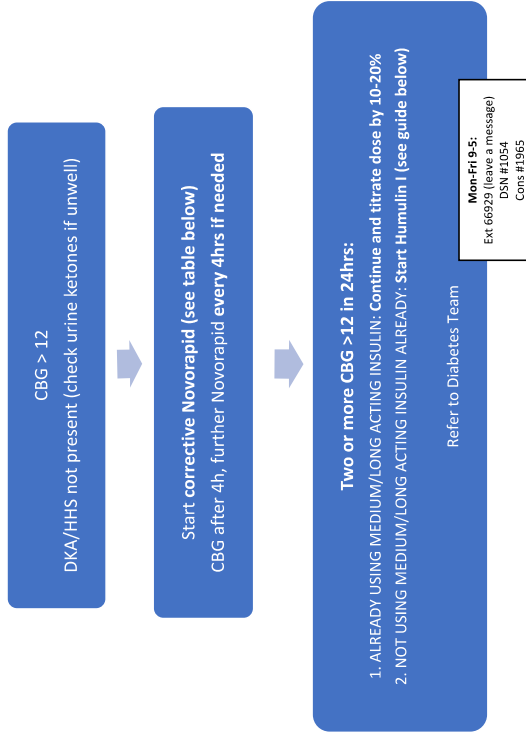 CBG > 12
DKA/HHS not present (check urine ketones if unwell)
Start corrective Novorapid (see table below)
CBG after 4h, further Novorapid every 4hrs if needed
Two or more CBG >12 in 24hrs:
1. ALREADY USING MEDIUM/LONG ACTING INSULIN: Continue and titrate dose by 10-20%
2. NOT USING MEDIUM/LONG ACTING INSULIN ALREADY: Start Humulin I (see guide below)
Refer to Diabetes Team
Mon-Fri 9-5:
Ext 66929 (leave a message)
DSN #1054
Cons #1965